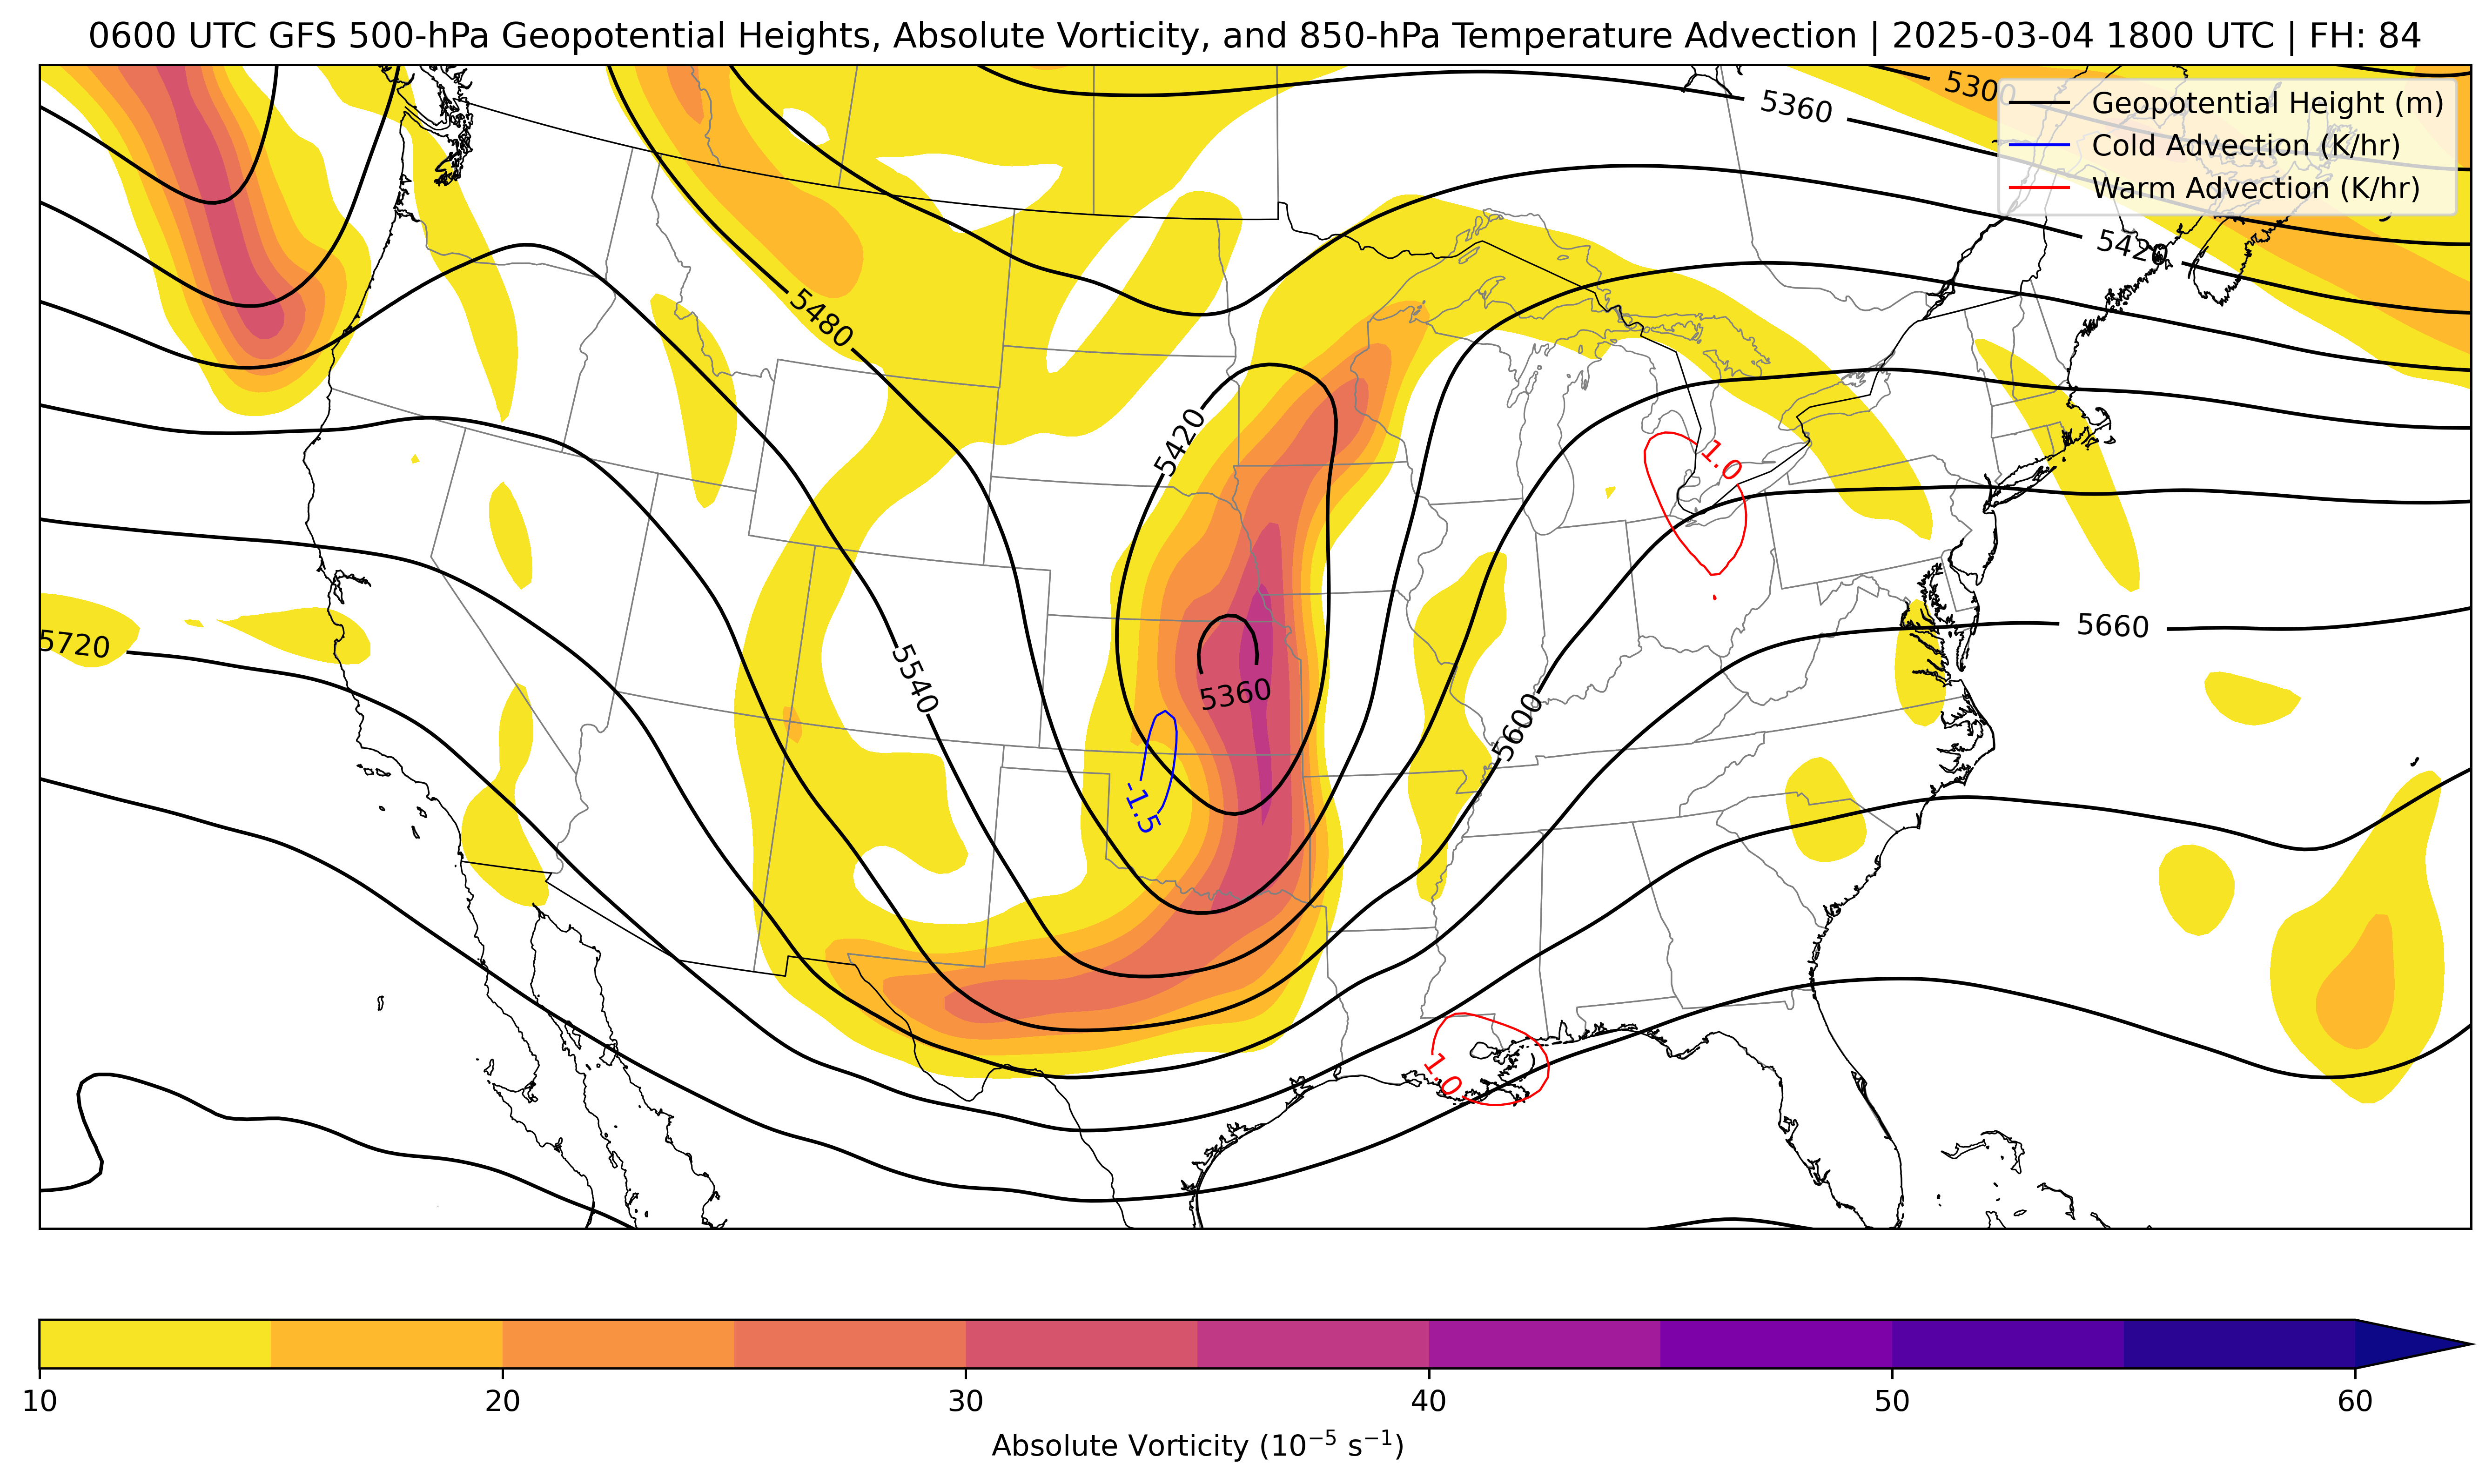 0600 UTC GFS 500-hPa Geopotential Heights, Absolute Vorticity, and 850-hPa Temperature Advection | 2025-03-04 1800 UTC | FH: 84
5300
5360
Geopotential Height (m)
Cold Advection (K/hr)
Warm Advection (K/hr)
5420
5480
5420
1.0
5720
5540
5360
5600
5660
-1.5
1.0
10 20 30 40 50 60
Absolute Vorticity (10⁻⁵ s⁻¹)